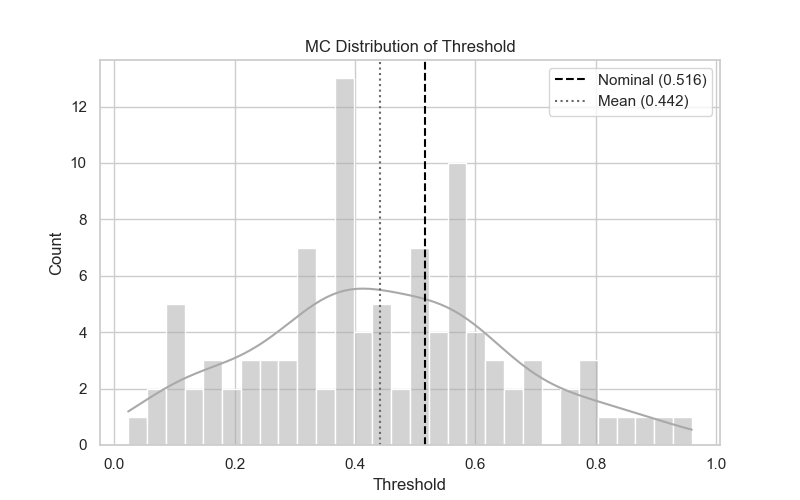 MC Distribution of Threshold
Nominal (0.516)
Mean (0.442)
Count
12
10
8
6
4
2
0
0.0 0.2 0.4 0.6 0.8 1.0
Threshold